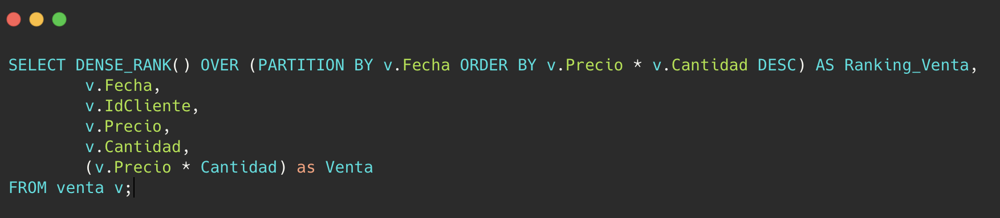 SELECT DENSE_RANK() OVER (PARTITION BY v.Fecha ORDER BY v.Precio * v.Cantidad DESC) AS Ranking_Venta,
        v.Fecha,
        v.IdCliente,
        v.Precio,
        v.Cantidad,
        (v.Precio * Cantidad) as Venta
FROM venta v;